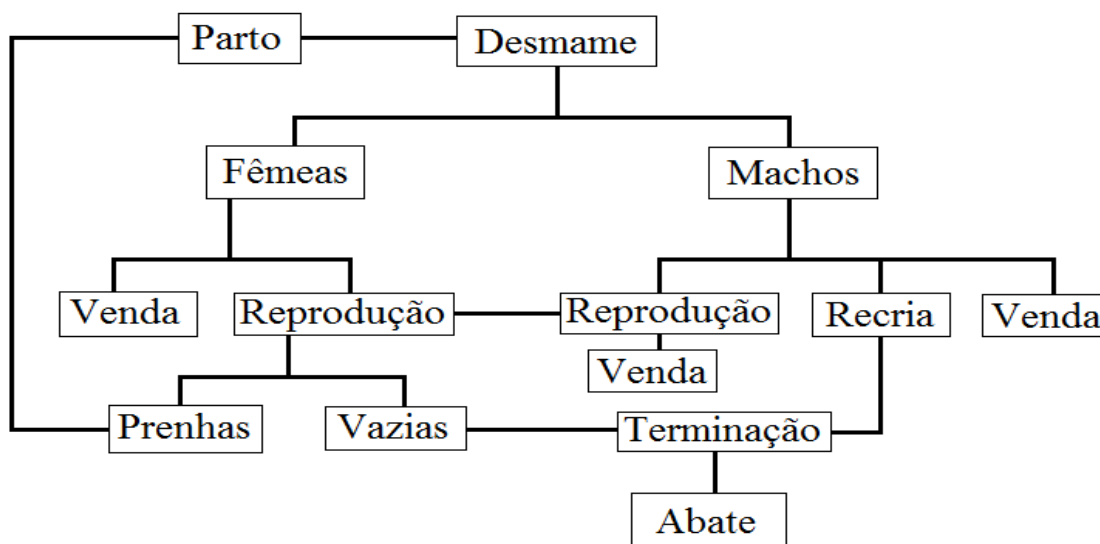 Parto
Desmame
Fêmeas
Machos
Venda
Reprodução
Reprodução
Recria
Venda
Venda
Prenhas
Vazias
Terminação
Abate